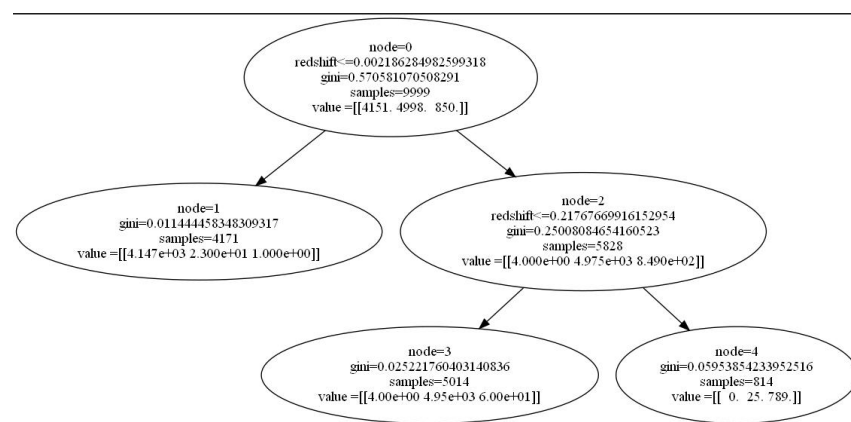 node=0
redshift<=0.002186284982599318
gini=0.570581070508291
samples=9999
value =[[4151. 4998.  850.]]
node=1
gini=0.011444458348309317
samples=4171
value =[[4.147e+03 2.300e+01 1.000e+00]]
node=2
redshift<=0.21767669916152954
gini=0.25008084654160523
samples=5828
value =[[4.000e+00 4.975e+03 8.490e+02]]
node=3
gini=0.025221760403140836
samples=5014
value =[[4.00e+00 4.95e+03 6.00e+01]]
node=4
gini=0.05953854233952516
samples=814
value =[[  0.  25. 789.]]